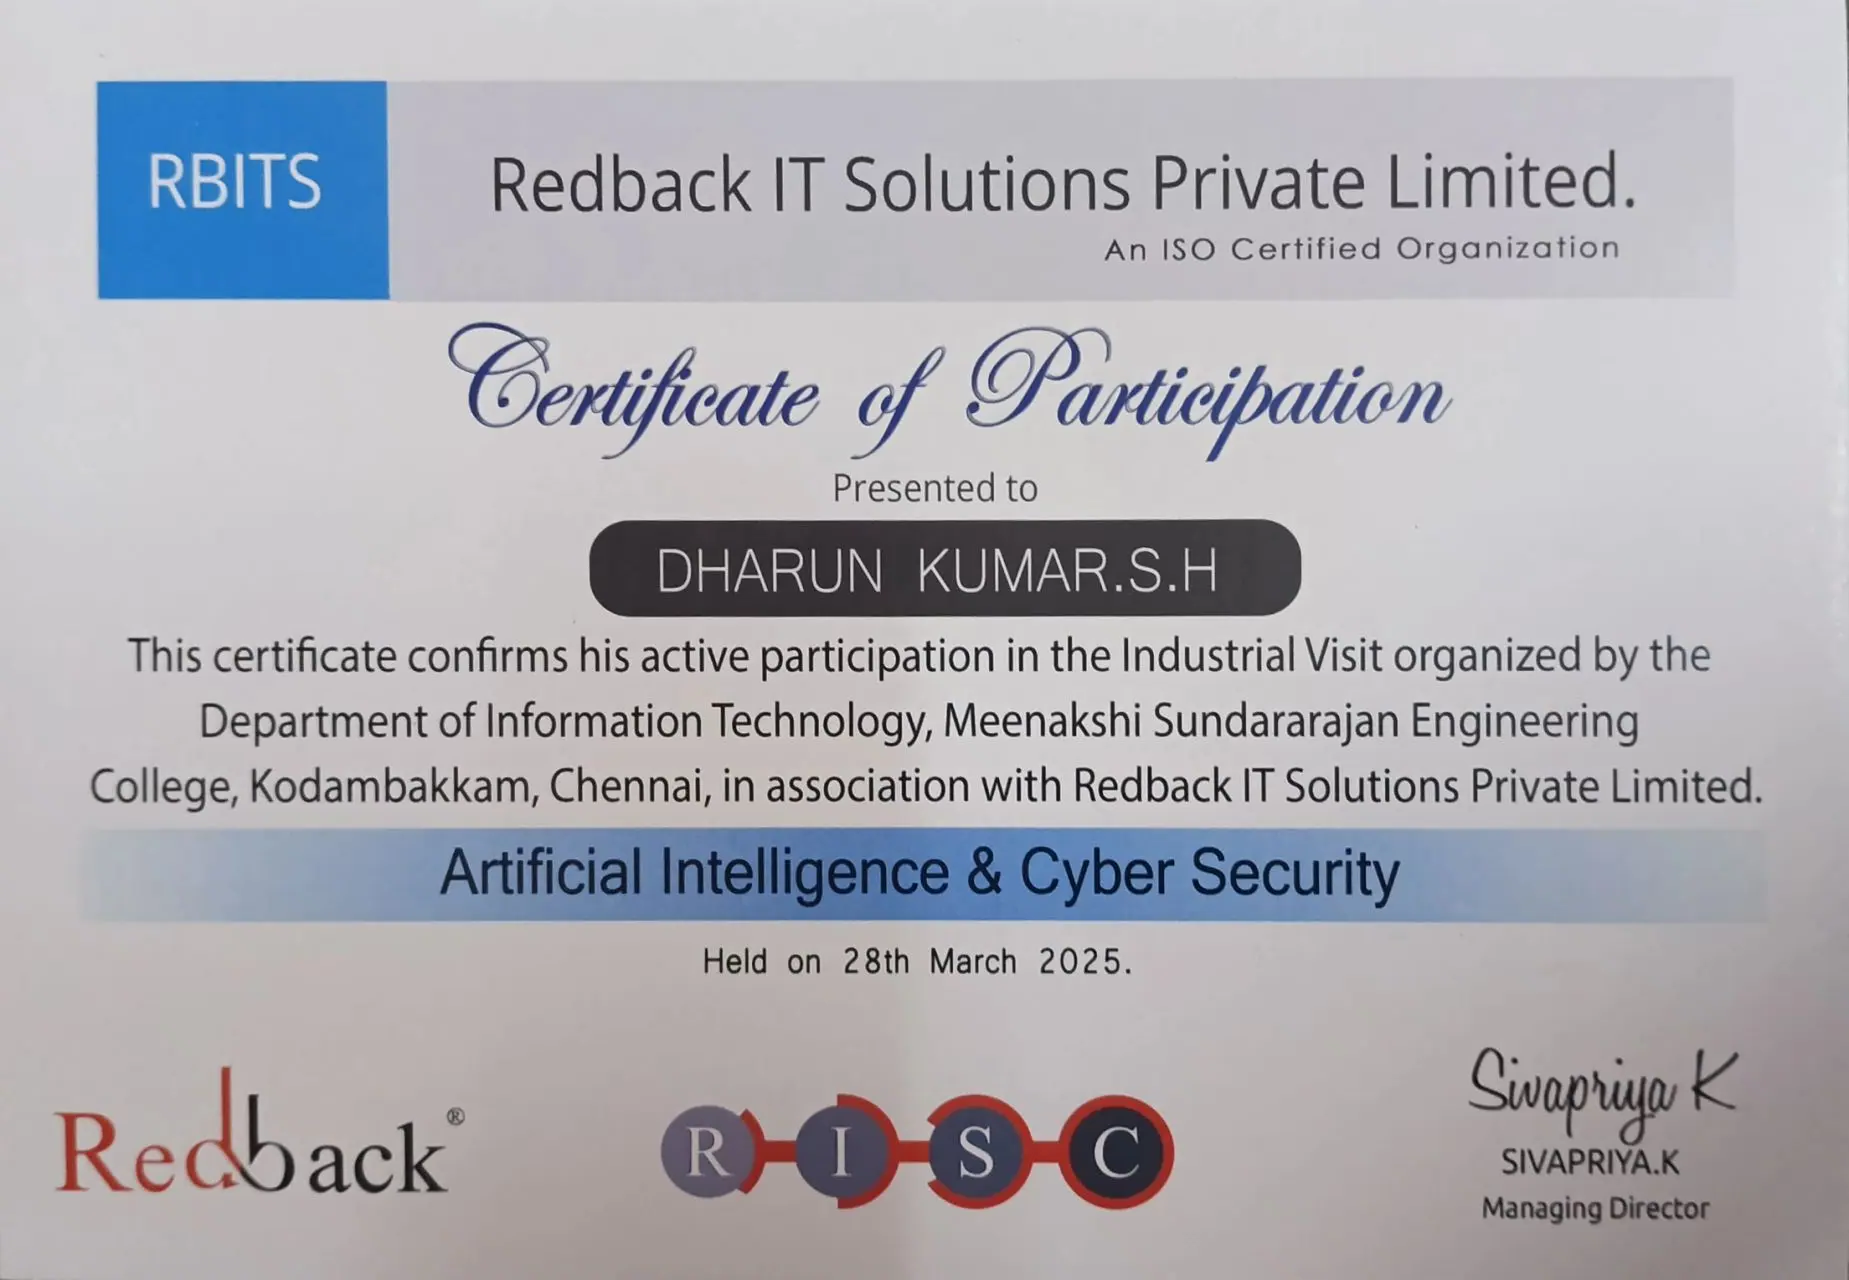 RBITS
Redback IT Solutions Private Limited.
An ISO Certified Organization
Certificate of Participation
Presented to
DHARUN KUMAR.S.H
This certificate confirms his active participation in the Industrial Visit organized by the
Department of Information Technology, Meenakshi Sundararajan Engineering
College, Kodambakkam, Chennai, in association with Redback IT Solutions Private Limited.
Artificial Intelligence & Cyber Security
Held on 28th March 2025.
Redback®
R I S C
Sivapriya K
SIVAPRIYA.K
Managing Director